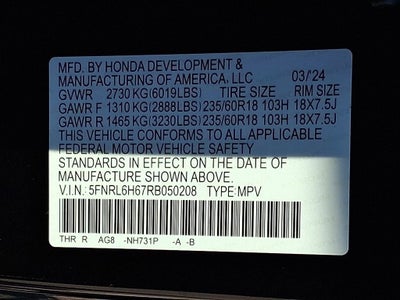 MFD. BY HONDA DEVELOPMENT &
MANUFACTURING OF AMERICA, LLC 03/'24
GVWR 2730 KG(6019LBS) TIRE SIZE RIM SIZE
GAWR F 1310 KG(2888LBS) 235/60R18 103H 18X7.5J
GAWR R 1465 KG(3230LBS) 235/60R18 103H 18X7.5J
THIS VEHICLE CONFORMS TO ALL APPLICABLE
FEDERAL MOTOR VEHICLE SAFETY
STANDARDS IN EFFECT ON THE DATE OF
MANUFACTURE SHOWN ABOVE.
V.I.N.: 5FNRL6H67RB050208 TYPE: MPV
THR R AG8 -NH731P -A -B